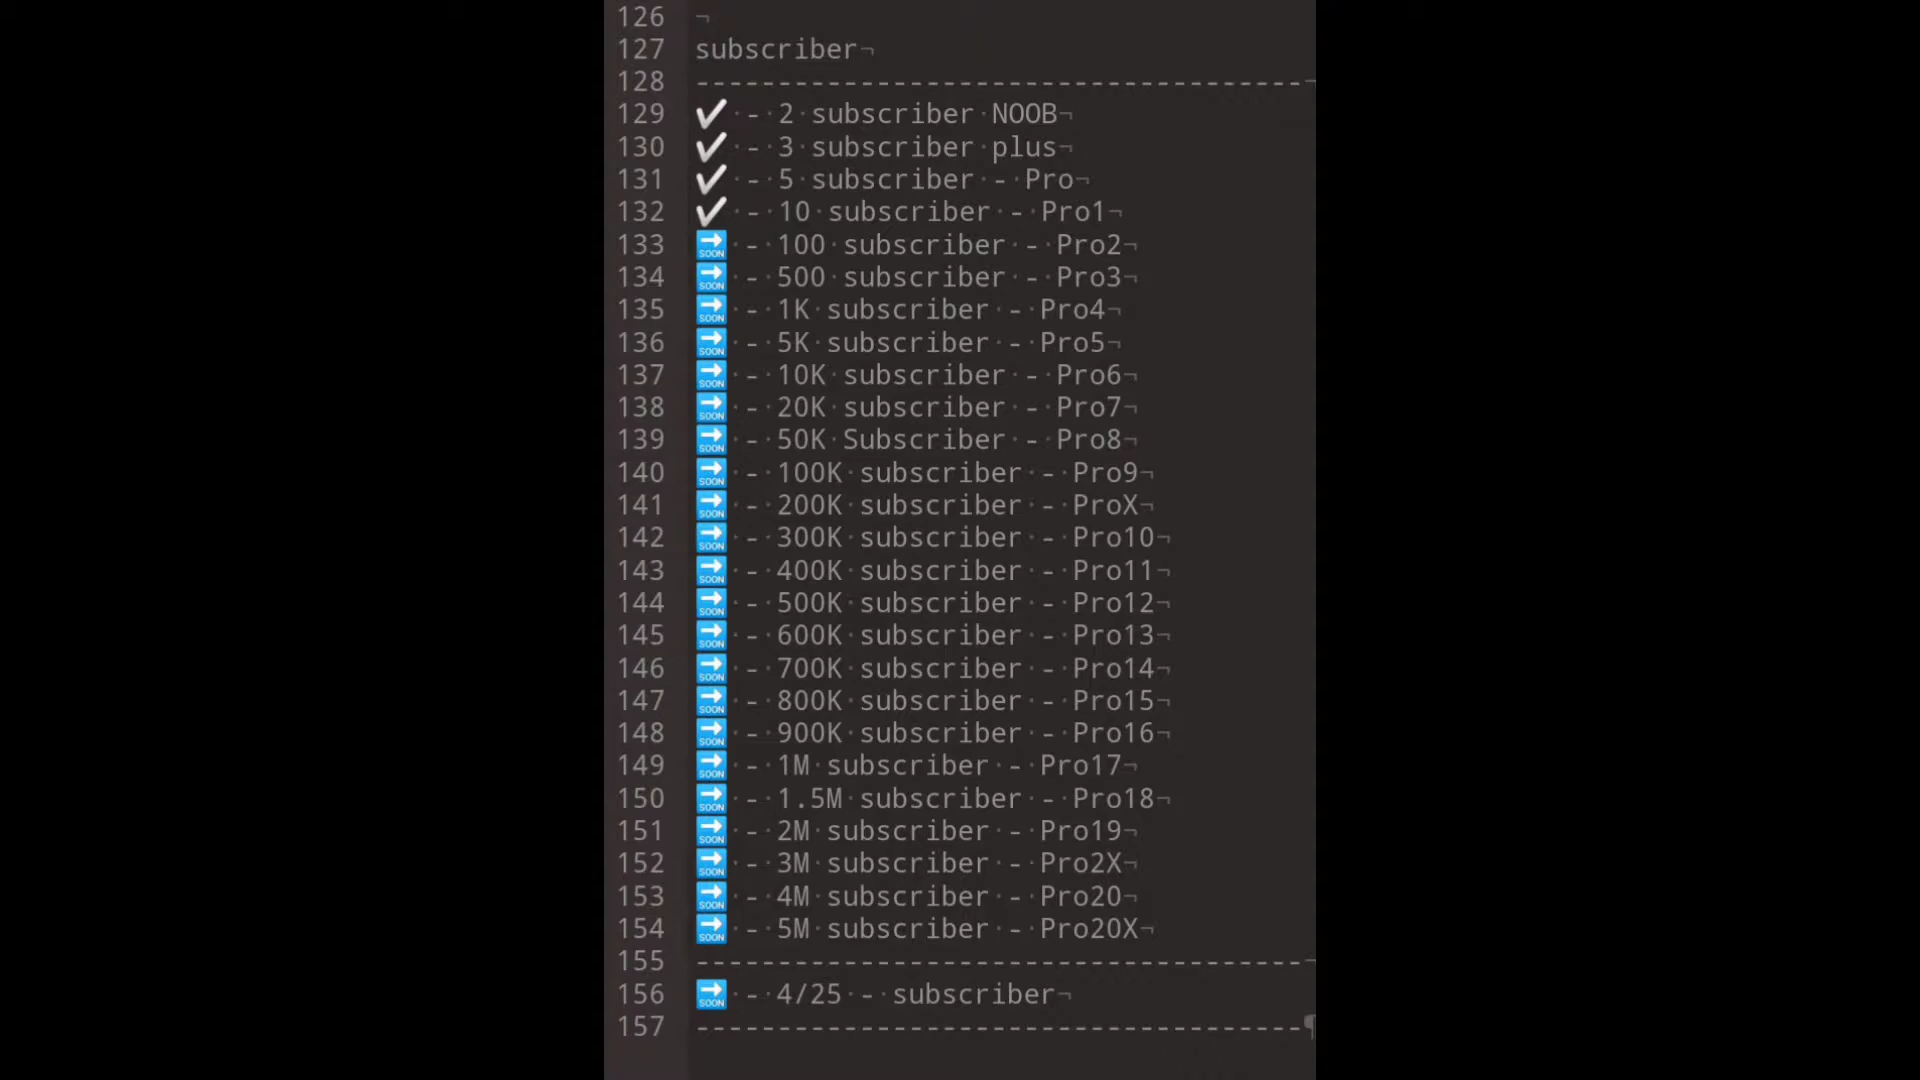 126 ¬
127 subscriber¬
128 -------------------------------------¬
129 ✔️ - 2 subscriber NOOB¬
130 ✔️ - 3 subscriber plus¬
131 ✔️ - 5 subscriber - Pro¬
132 ✔️ - 10 subscriber - Pro1¬
133 🔜 - 100 subscriber - Pro2¬
134 🔜 - 500 subscriber - Pro3¬
135 🔜 - 1K subscriber - Pro4¬
136 🔜 - 5K subscriber - Pro5¬
137 🔜 - 10K subscriber - Pro6¬
138 🔜 - 20K subscriber - Pro7¬
139 🔜 - 50K Subscriber - Pro8¬
140 🔜 - 100K subscriber - Pro9¬
141 🔜 - 200K subscriber - ProX¬
142 🔜 - 300K subscriber - Pro10¬
143 🔜 - 400K subscriber - Pro11¬
144 🔜 - 500K subscriber - Pro12¬
145 🔜 - 600K subscriber - Pro13¬
146 🔜 - 700K subscriber - Pro14¬
147 🔜 - 800K subscriber - Pro15¬
148 🔜 - 900K subscriber - Pro16¬
149 🔜 - 1M subscriber - Pro17¬
150 🔜 - 1.5M subscriber - Pro18¬
151 🔜 - 2M subscriber - Pro19¬
152 🔜 - 3M subscriber - Pro2X¬
153 🔜 - 4M subscriber - Pro20¬
154 🔜 - 5M subscriber - Pro20X¬
155 -------------------------------------¬
156 🔜 - 4/25 - subscriber¬
157 -------------------------------------¶